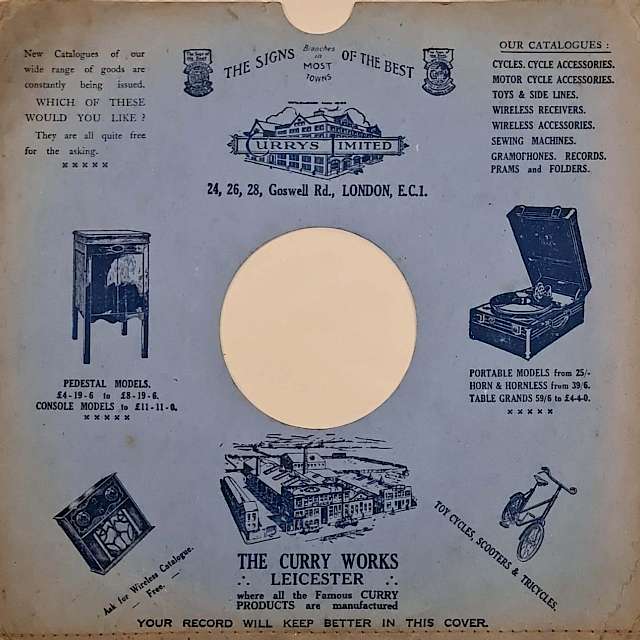 New Catalogues of our
wide range of goods are
constantly being issued.
WHICH OF THESE
WOULD YOU LIKE?
They are all quite free
for the asking.
THE SIGNS OF THE BEST
Branches
in
MOST
TOWNS
CURRYS LIMITED
24, 26, 28, Goswell Rd., LONDON, E.C.1.
OUR CATALOGUES:
CYCLES. CYCLE ACCESSORIES.
MOTOR CYCLE ACCESSORIES.
TOYS & SIDE LINES.
WIRELESS RECEIVERS.
WIRELESS ACCESSORIES.
SEWING MACHINES.
GRAMOPHONES. RECORDS.
PRAMS and FOLDERS.
PEDESTAL MODELS.
£4-19-6 to £8-19-6.
CONSOLE MODELS to £11-11-0.
PORTABLE MODELS from 25/-
HORN & HORNLESS from 39/6.
TABLE GRANDS 59/6 to £4-4-0.
Ask for Wireless Catalogue.
— Free. —
THE CURRY WORKS
LEICESTER
where all the Famous CURRY
PRODUCTS are manufactured
TOY CYCLES, SCOOTERS & TRICYCLES.
YOUR RECORD WILL KEEP BETTER IN THIS COVER.